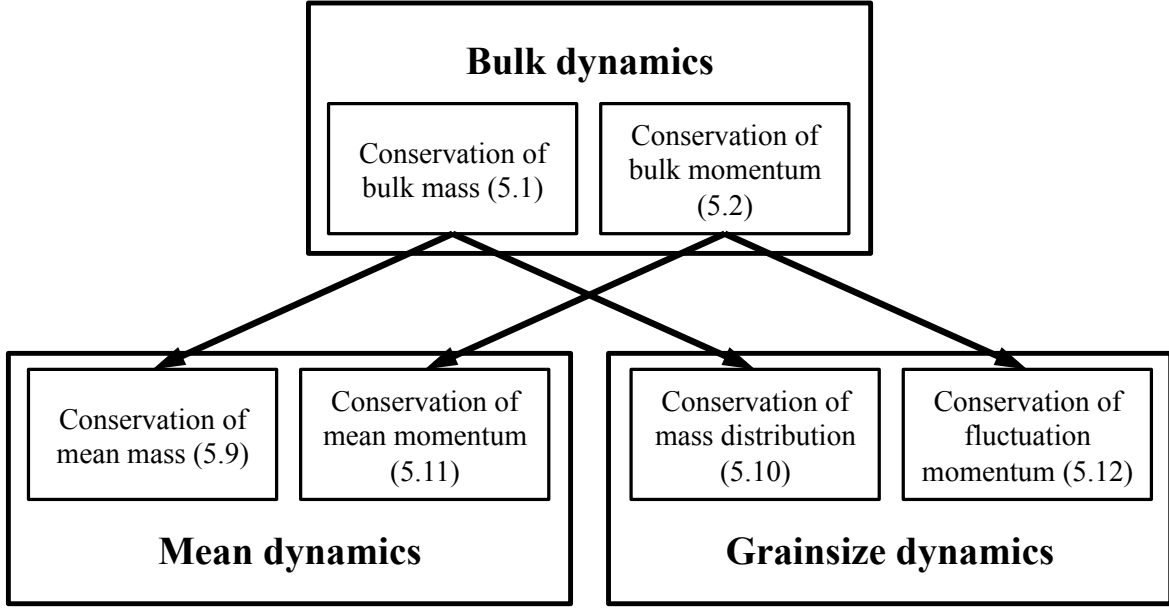 Bulk dynamics
Conservation of
bulk mass (5.1)
Conservation of
bulk momentum
(5.2)
Conservation of
mean mass (5.9)
Conservation of
mean momentum
(5.11)
Mean dynamics
Conservation of
mass distribution
(5.10)
Conservation of
fluctuation
momentum (5.12)
Grainsize dynamics